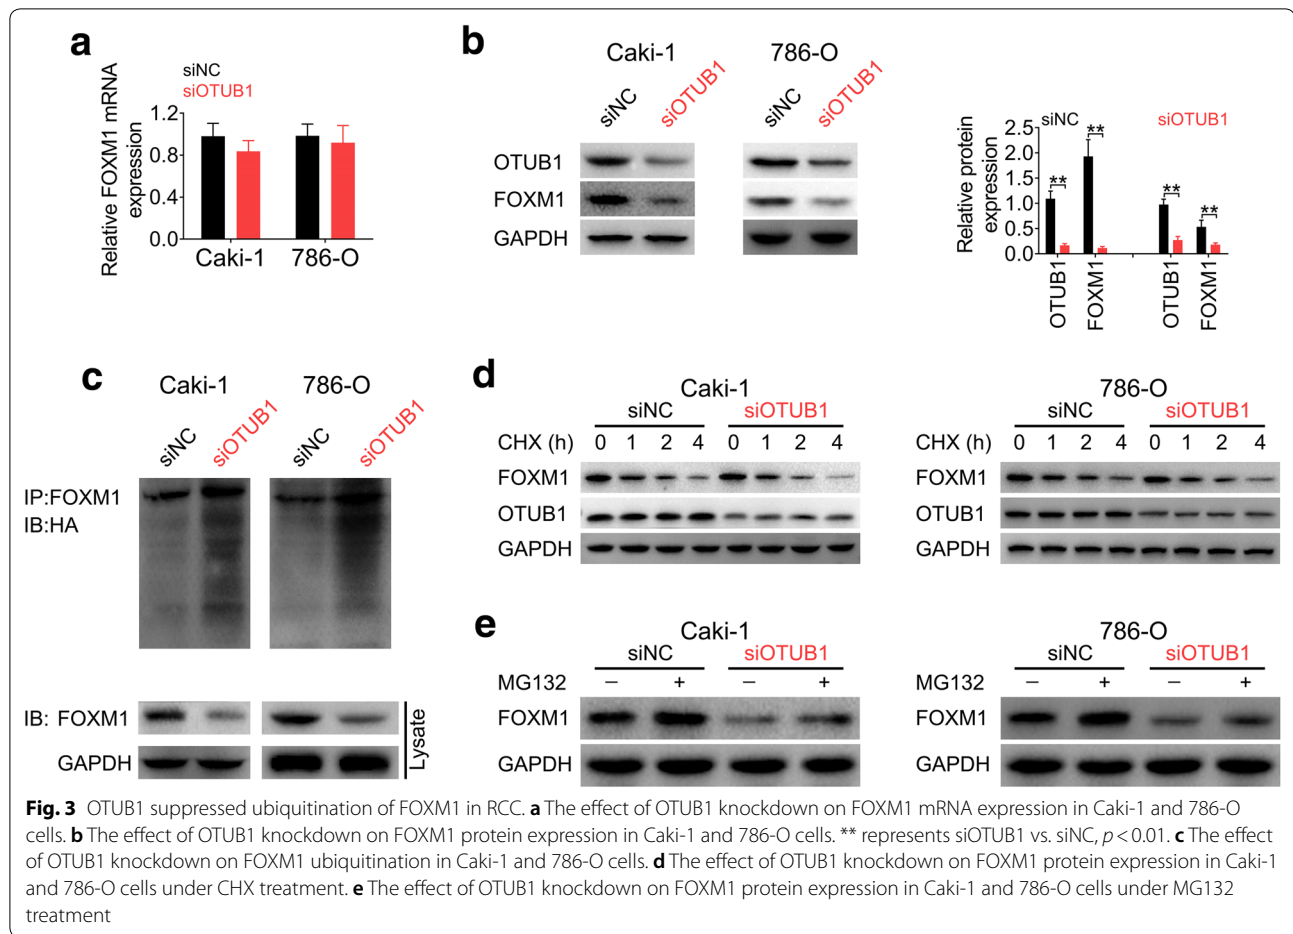 a
siNC
siOTUB1
Relative FOXM1 mRNA
expression
1.2
0.8
0.4
0.0
Caki-1 786-O
b
Caki-1 786-O
siNC siOTUB1 siNC siOTUB1
OTUB1
FOXM1
GAPDH
siNC siOTUB1
Relative protein
expression
2.5
2.0
1.5
1.0
0.5
0.0
** ** ** **
OTUB1 FOXM1 OTUB1 FOXM1
c
Caki-1 786-O
siNC siOTUB1 siNC siOTUB1
IP:FOXM1
IB:HA
IB: FOXM1
GAPDH
Lysate
d
Caki-1 786-O
siNC siOTUB1 siNC siOTUB1
CHX (h) 0 1 2 4 0 1 2 4 CHX (h) 0 1 2 4 0 1 2 4
FOXM1 FOXM1
OTUB1 OTUB1
GAPDH GAPDH
e
Caki-1 786-O
siNC siOTUB1 siNC siOTUB1
MG132 – + – + MG132 – + – +
FOXM1 FOXM1
GAPDH GAPDH
Fig. 3 OTUB1 suppressed ubiquitination of FOXM1 in RCC. a The effect of OTUB1 knockdown on FOXM1 mRNA expression in Caki-1 and 786-O
cells. b The effect of OTUB1 knockdown on FOXM1 protein expression in Caki-1 and 786-O cells. ** represents siOTUB1 vs. siNC, p < 0.01. c The effect
of OTUB1 knockdown on FOXM1 ubiquitination in Caki-1 and 786-O cells. d The effect of OTUB1 knockdown on FOXM1 protein expression in Caki-1
and 786-O cells under CHX treatment. e The effect of OTUB1 knockdown on FOXM1 protein expression in Caki-1 and 786-O cells under MG132
treatment